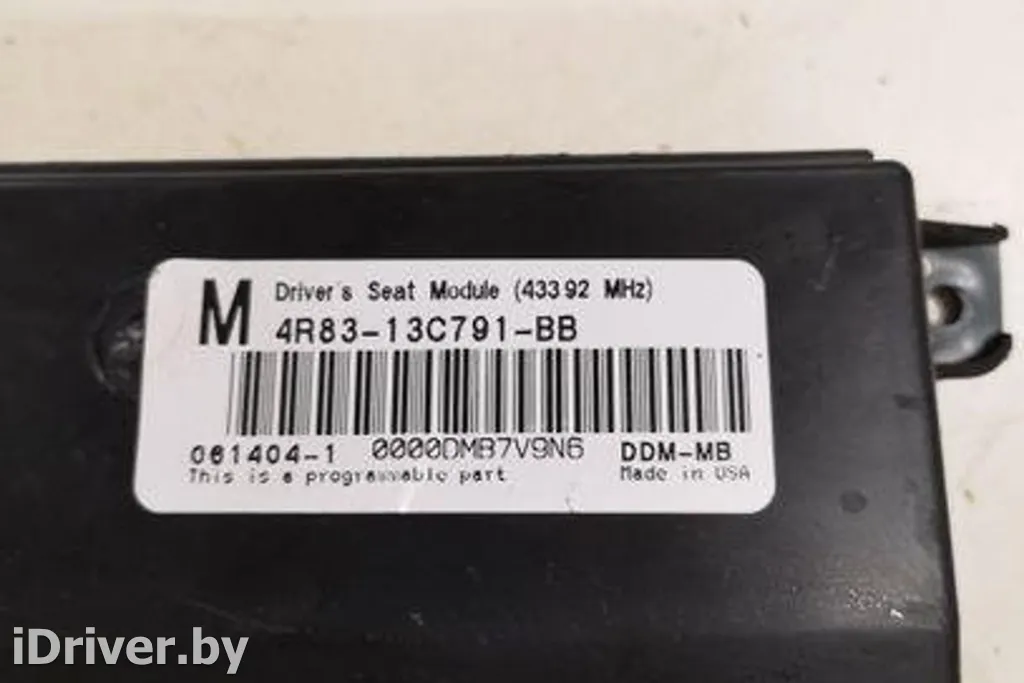 M
Driver s Seat Module (433 92 MHz)
4R83-13C791-BB
061404-1 0000DMB7V9N6 DDM-MB
This is a programmable part Made in USA
iDriver.by